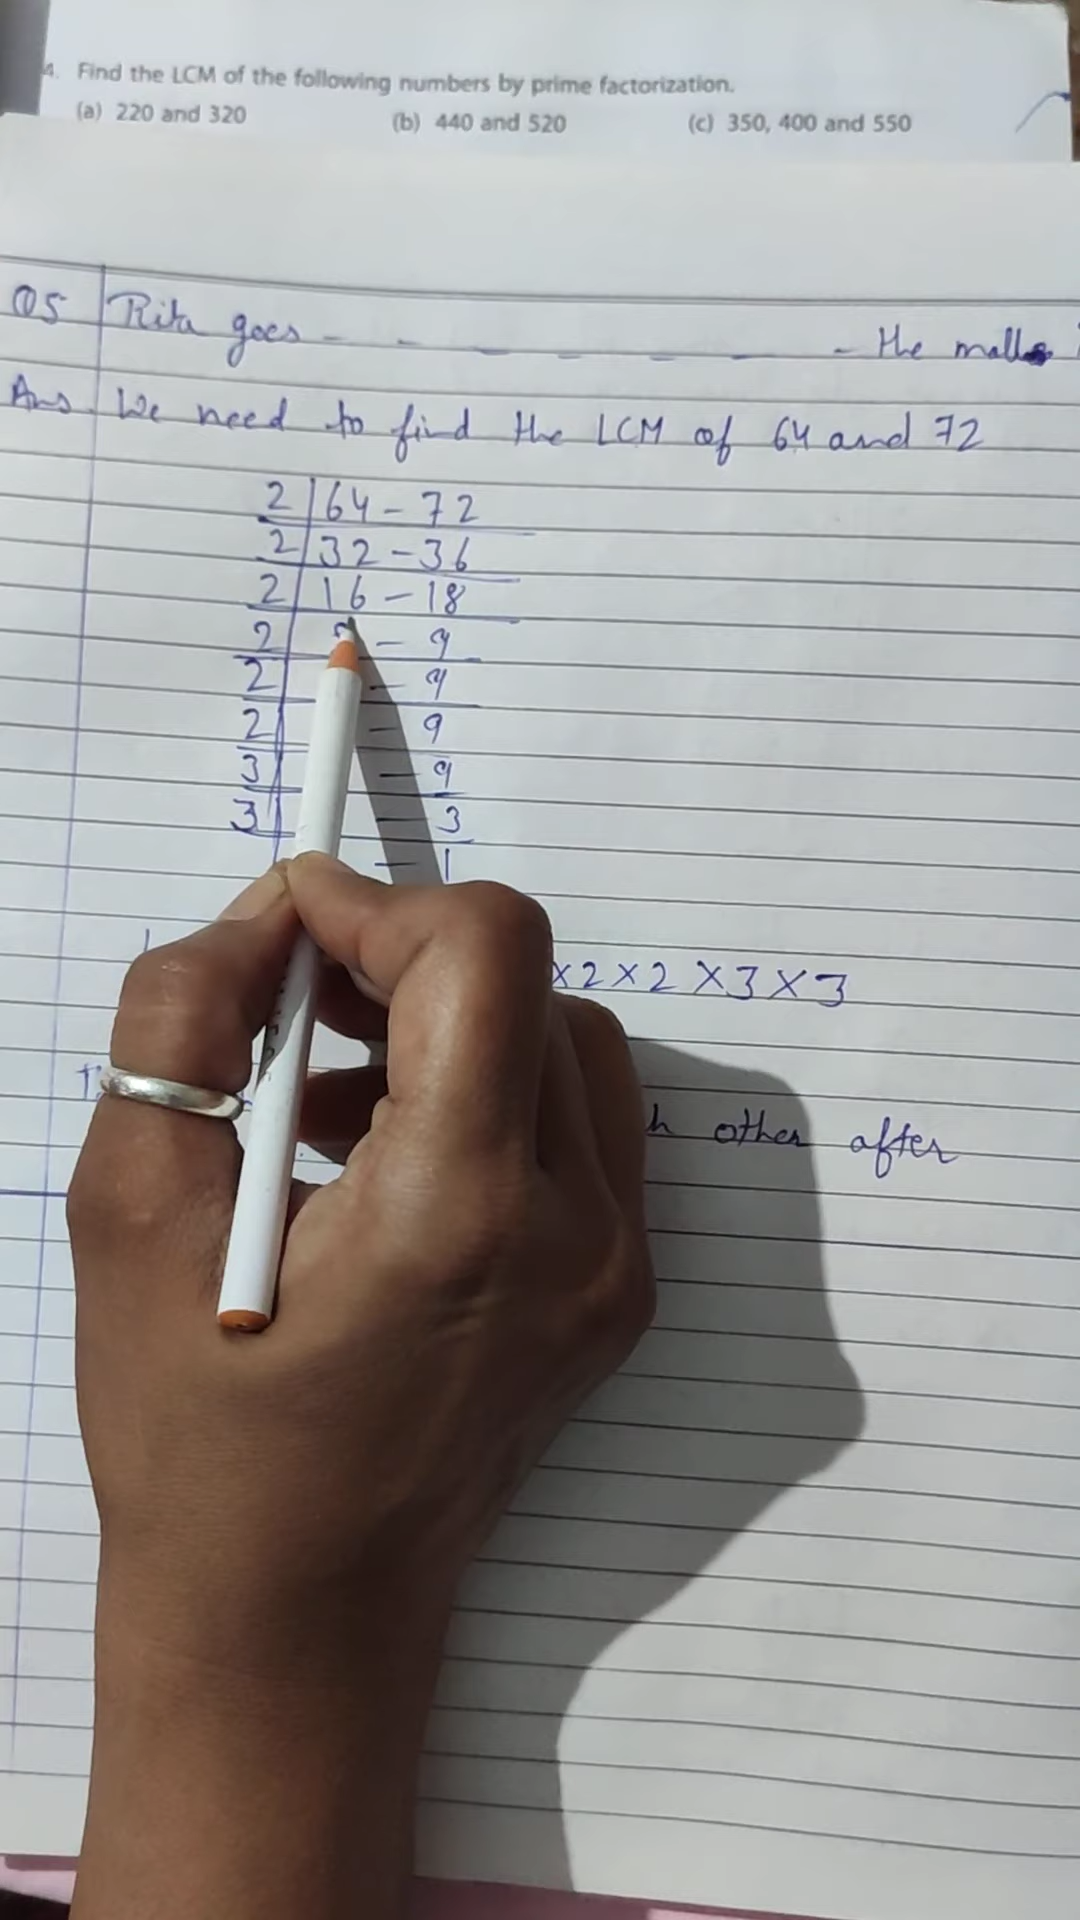 4. Find the LCM of the following numbers by prime factorization.
(a) 220 and 320 (b) 440 and 520 (c) 350, 400 and 550
Q5 Rita goes - - - - - - - the malls
Ans. We need to find the LCM of 64 and 72
2 | 64 - 72
2 | 32 - 36
2 | 16 - 18
2 | - 9
2 | - 9
2 | - 9
3 | - 9
3 | - 3
- 1
×2×2×3×3
other after